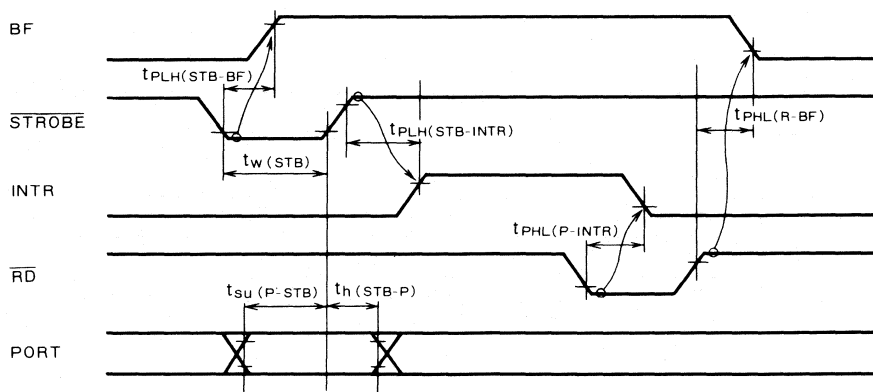 BF
tPLH(STB-BF)
STROBE
tPLH(STB-INTR)
tPHL(R-BF)
tW(STB)
INTR
tPHL(P-INTR)
RD
tsu(P-STB)
th(STB-P)
PORT